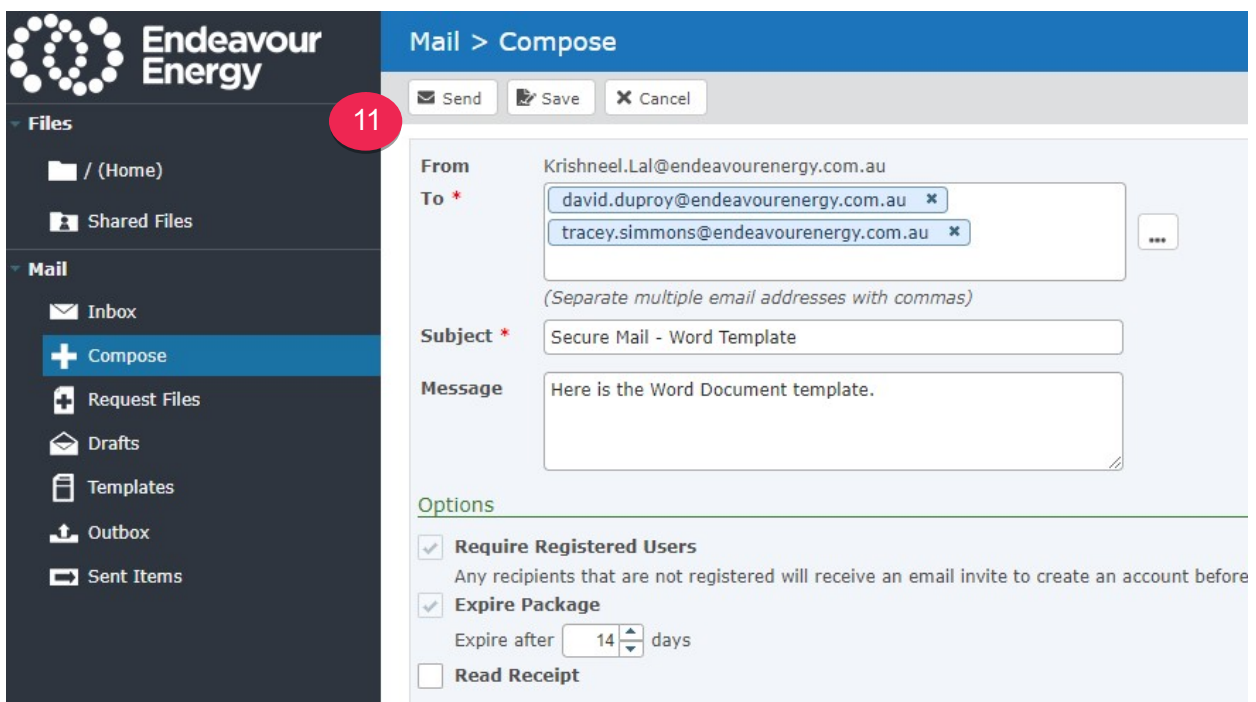 Endeavour
Energy
Files
/ (Home)
Shared Files
Mail
Inbox
Compose
Request Files
Drafts
Templates
Outbox
Sent Items
Mail > Compose
Send Save Cancel
11
From Krishneel.Lal@endeavourenergy.com.au
To * david.duproy@endeavourenergy.com.au
tracey.simmons@endeavourenergy.com.au
...
(Separate multiple email addresses with commas)
Subject * Secure Mail - Word Template
Message Here is the Word Document template.
Options
Require Registered Users
Any recipients that are not registered will receive an email invite to create an account before
Expire Package
Expire after 14 days
Read Receipt